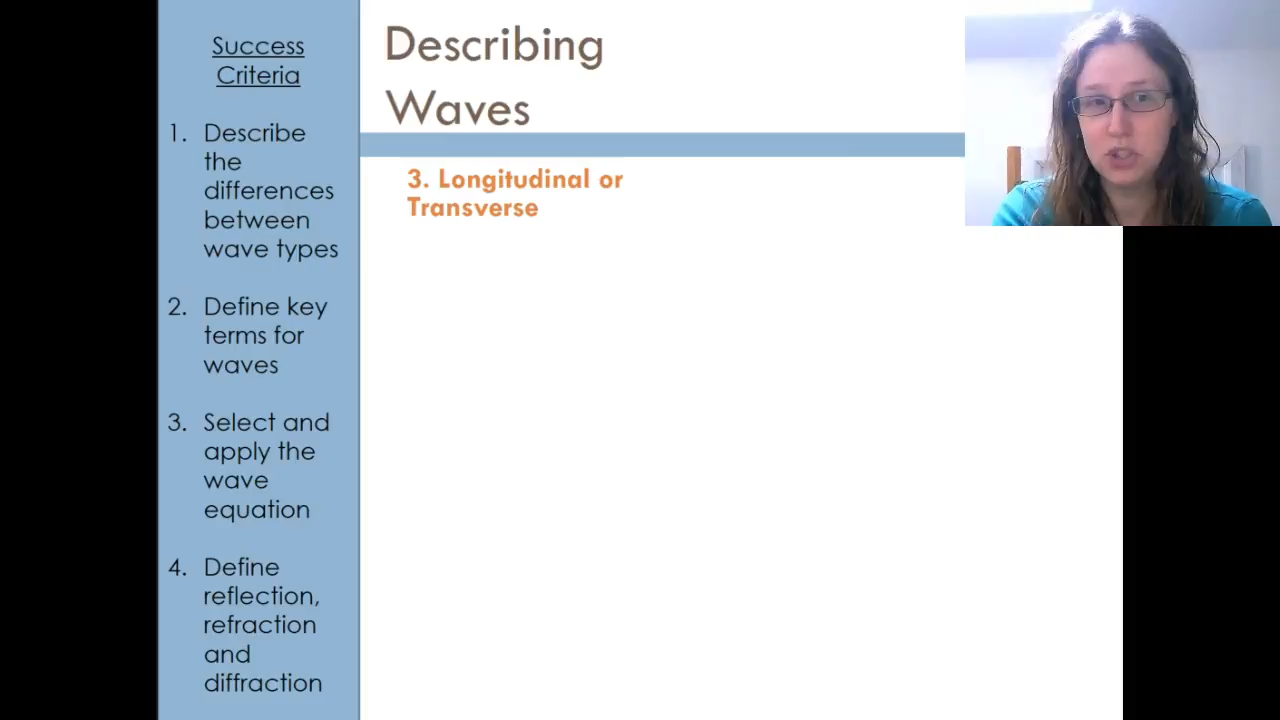 Success
Criteria
1. Describe
the
differences
between
wave types
2. Define key
terms for
waves
3. Select and
apply the
wave
equation
4. Define
reflection,
refraction
and
diffraction
Describing
Waves
3. Longitudinal or
Transverse